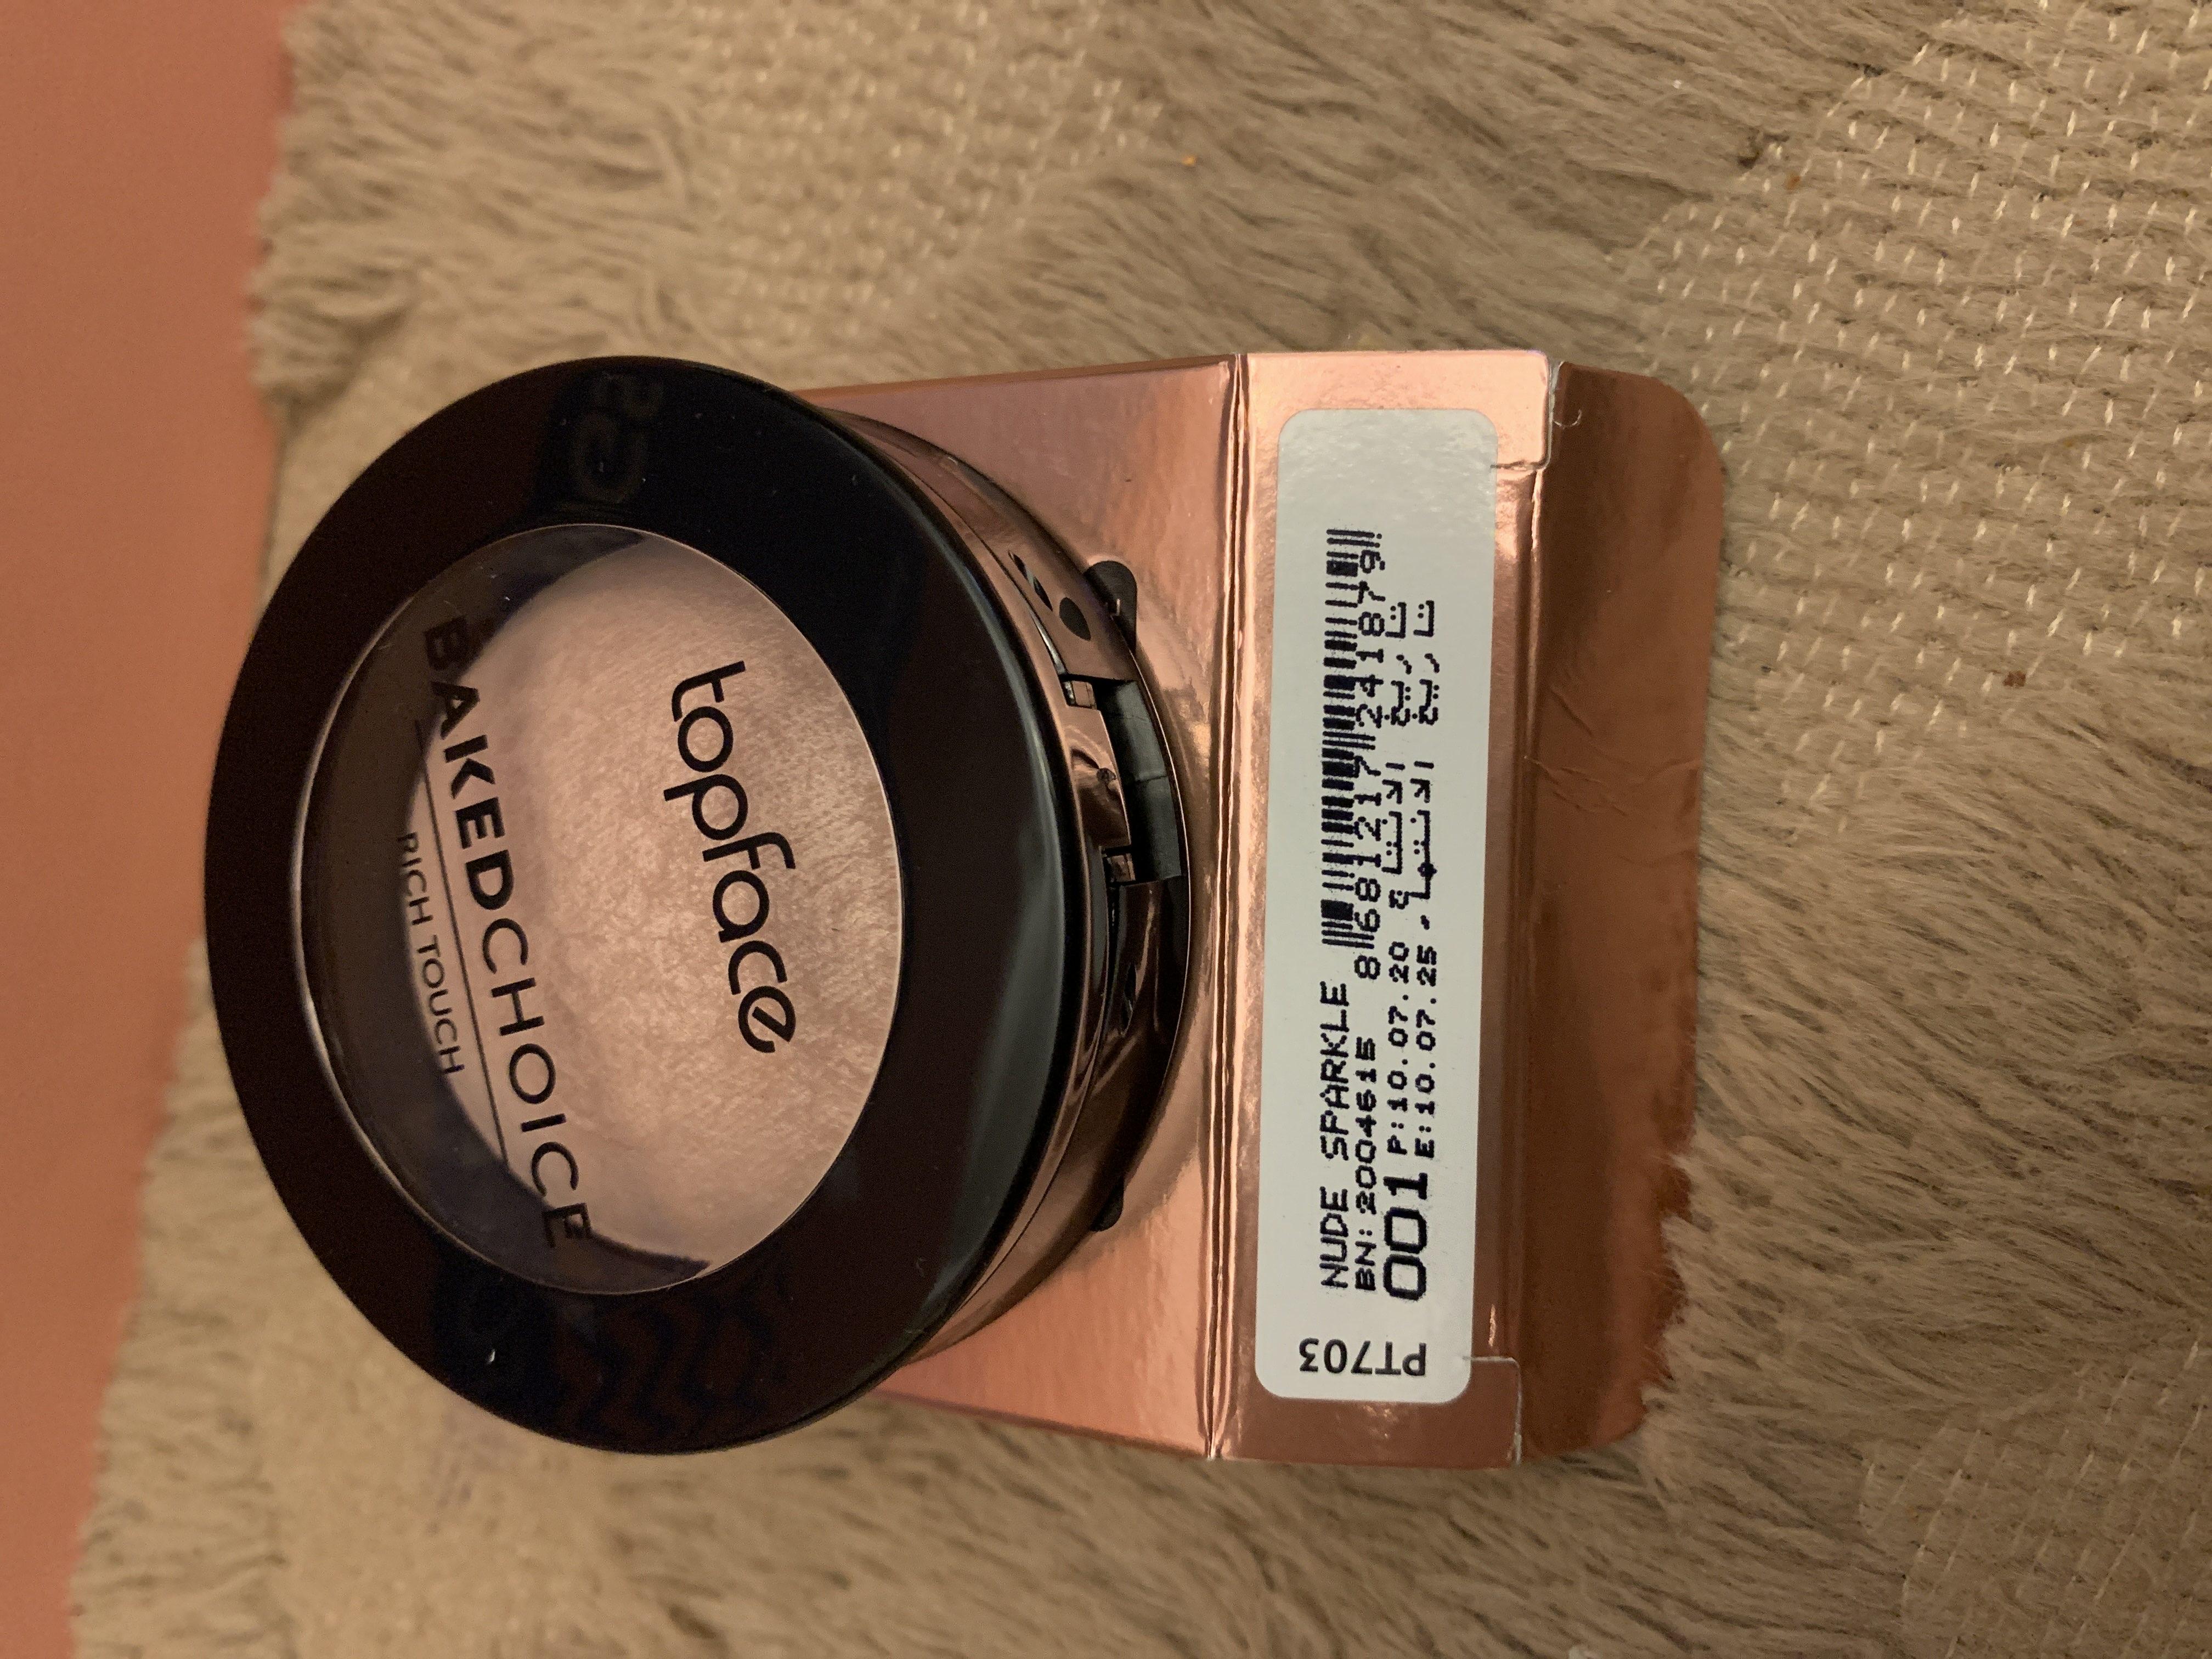 topface
BAKEDCHOICE
RICH TOUCH
PT703
NUDE SPARKLE
BN:2004615
8681217241879
001
P:10.07.20
E:10.07.25